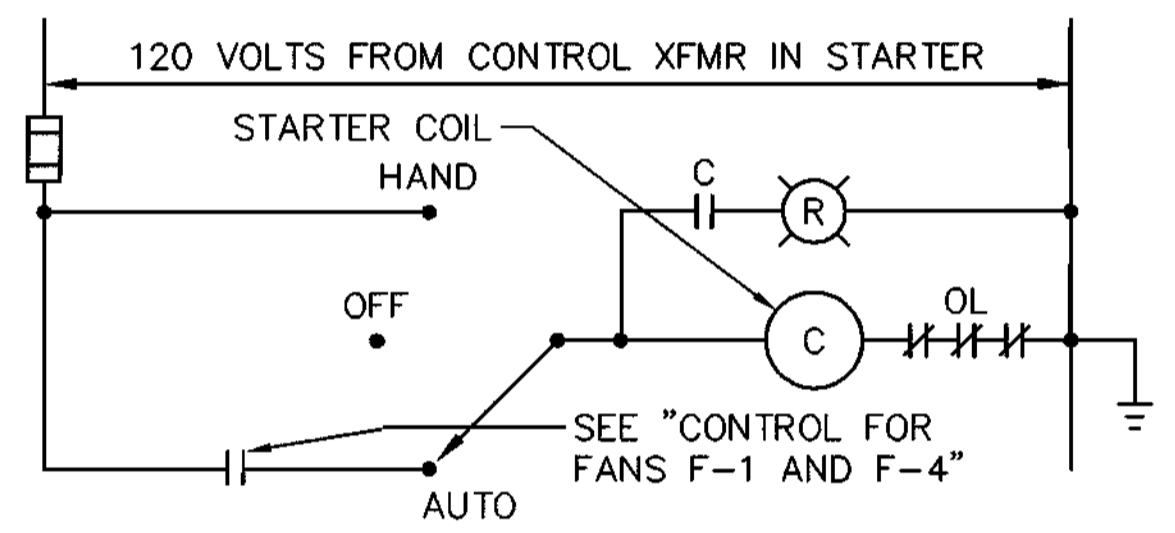 120 VOLTS FROM CONTROL XFMR IN STARTER
STARTER COIL
HAND
C
R
OFF
OL
C
SEE "CONTROL FOR
FANS F-1 AND F-4"
AUTO